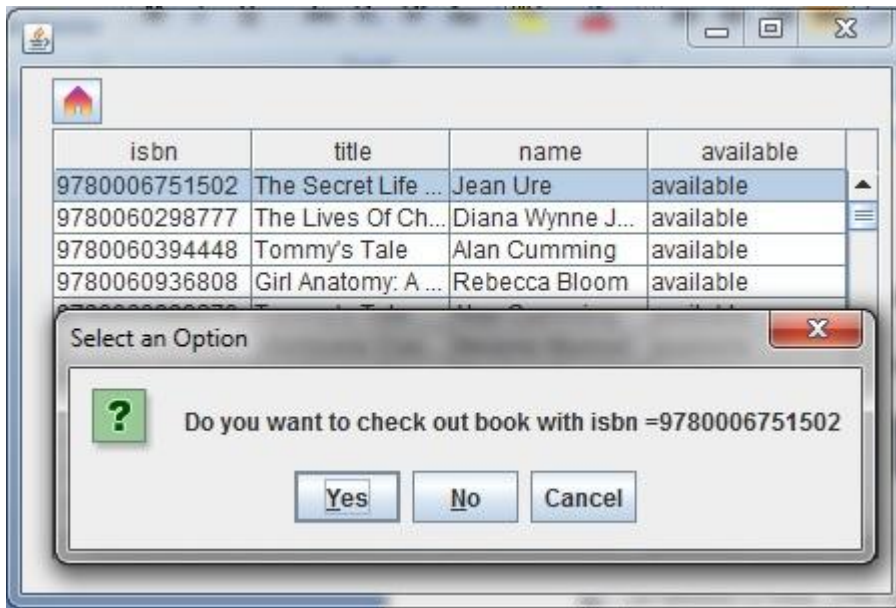 isbn title name available
9780006751502 The Secret Life ... Jean Ure available
9780060298777 The Lives Of Ch... Diana Wynne J... available
9780060394448 Tommy's Tale Alan Cumming available
9780060936808 Girl Anatomy: A ... Rebecca Bloom available
Select an Option
? Do you want to check out book with isbn =9780006751502
Yes No Cancel